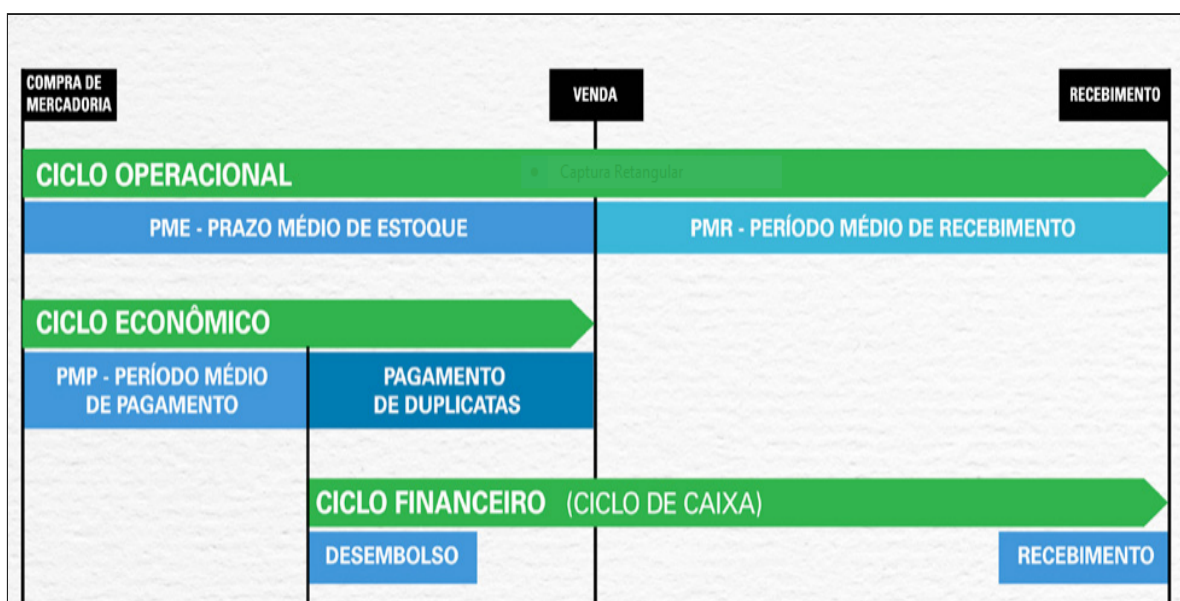 COMPRA DE
MERCADORIA
VENDA
RECEBIMENTO
CICLO OPERACIONAL
Captura Retangular
PME - PRAZO MÉDIO DE ESTOQUE
PMR - PERÍODO MÉDIO DE RECEBIMENTO
CICLO ECONÔMICO
PMP - PERÍODO MÉDIO
DE PAGAMENTO
PAGAMENTO
DE DUPLICATAS
CICLO FINANCEIRO (CICLO DE CAIXA)
DESEMBOLSO
RECEBIMENTO